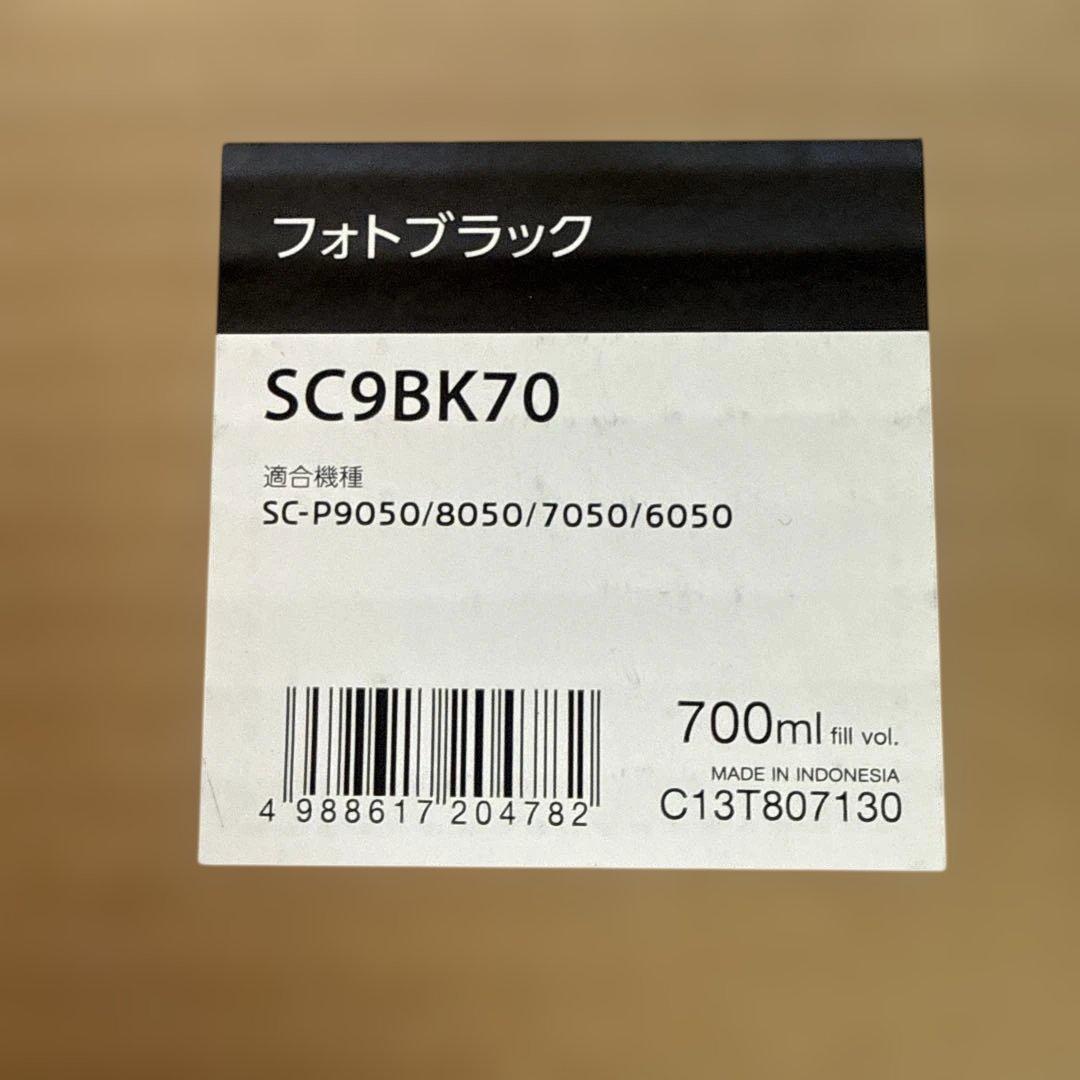 フォトブラック
SC9BK70
適合機種
SC-P9050/8050/7050/6050
700ml fill vol.
MADE IN INDONESIA
C13T807130
4 988617 204782